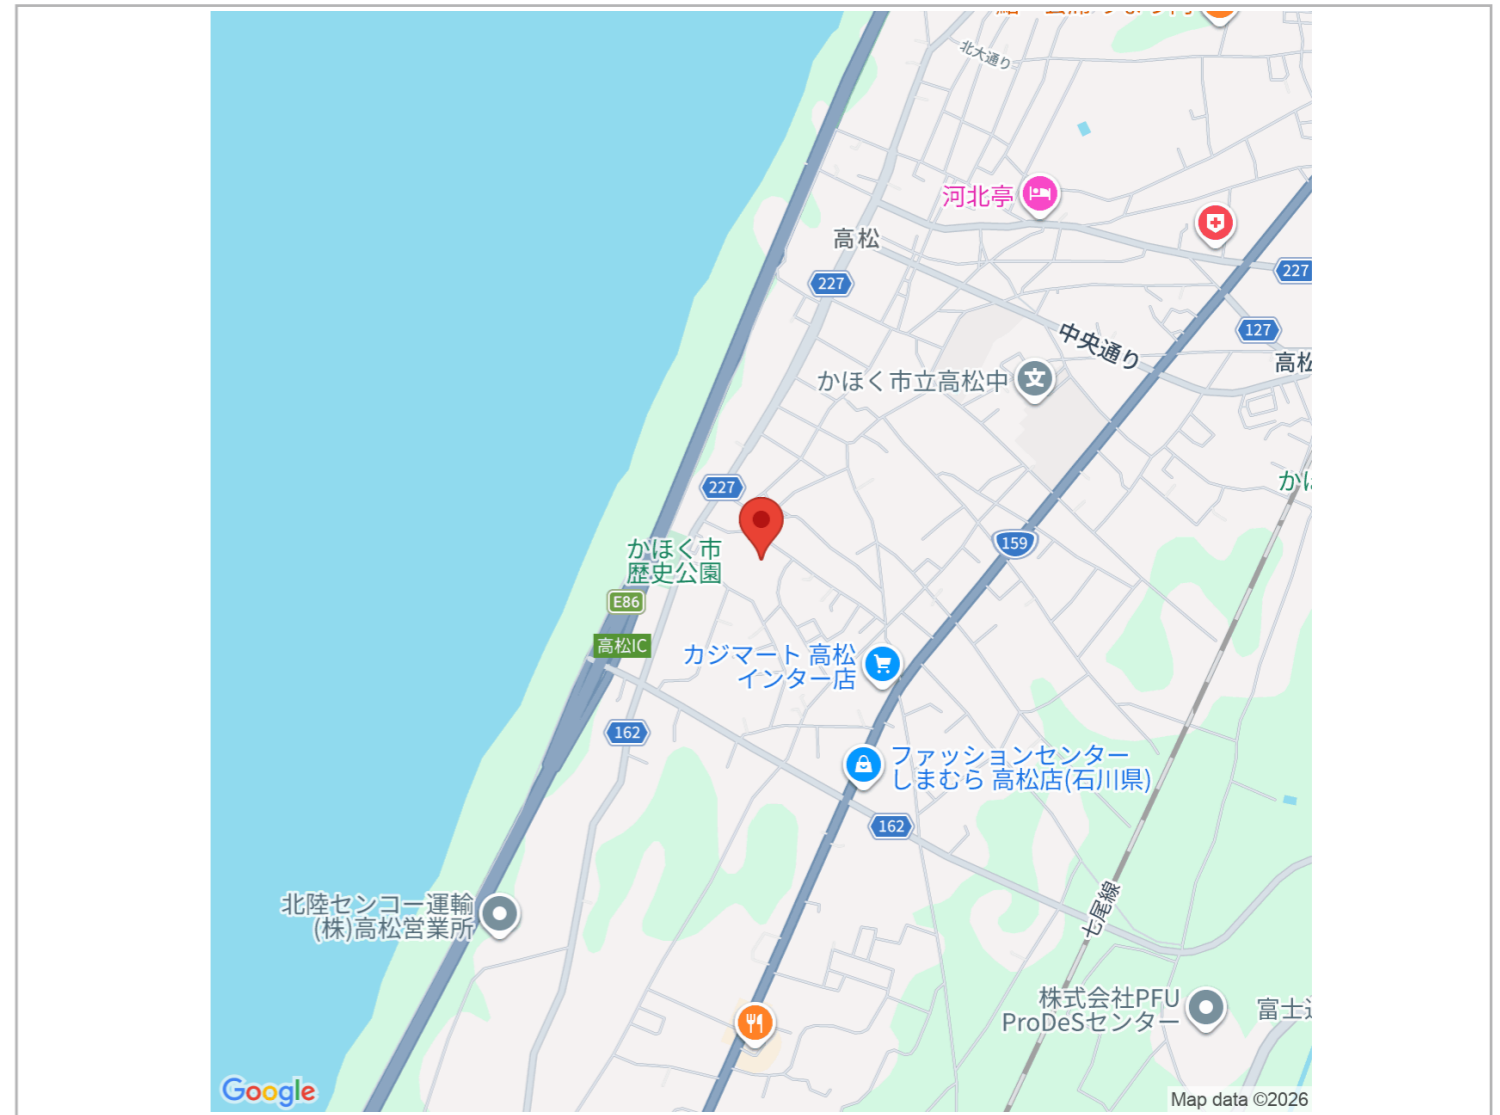 北大通り
河北亭
高松
227
227
127
中央通り
高松
かほく市立高松中
227
159
かほく市
歴史公園
E86
高松IC
カジマート 高松
インター店
162
ファッションセンター
しまむら 高松店(石川県)
162
七尾線
北陸センコー運輸
(株)高松営業所
株式会社PFU
ProDeSセンター
富士
Google
Map data ©2026